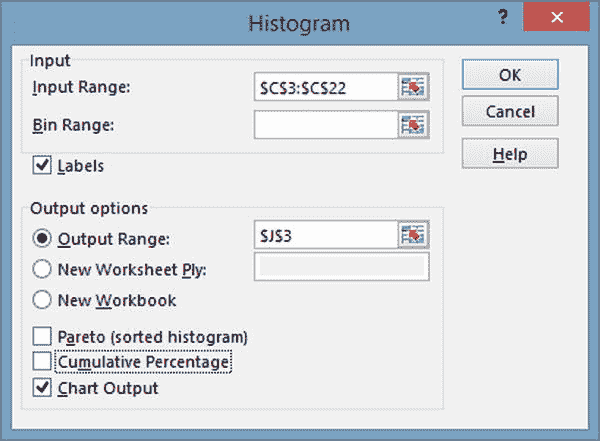 Histogram
?
Input
Input Range: $C$3:$C$22
Bin Range:
Labels
OK
Cancel
Help
Output options
Output Range: $J$3
New Worksheet Ply:
New Workbook
Pareto (sorted histogram)
Cumulative Percentage
Chart Output